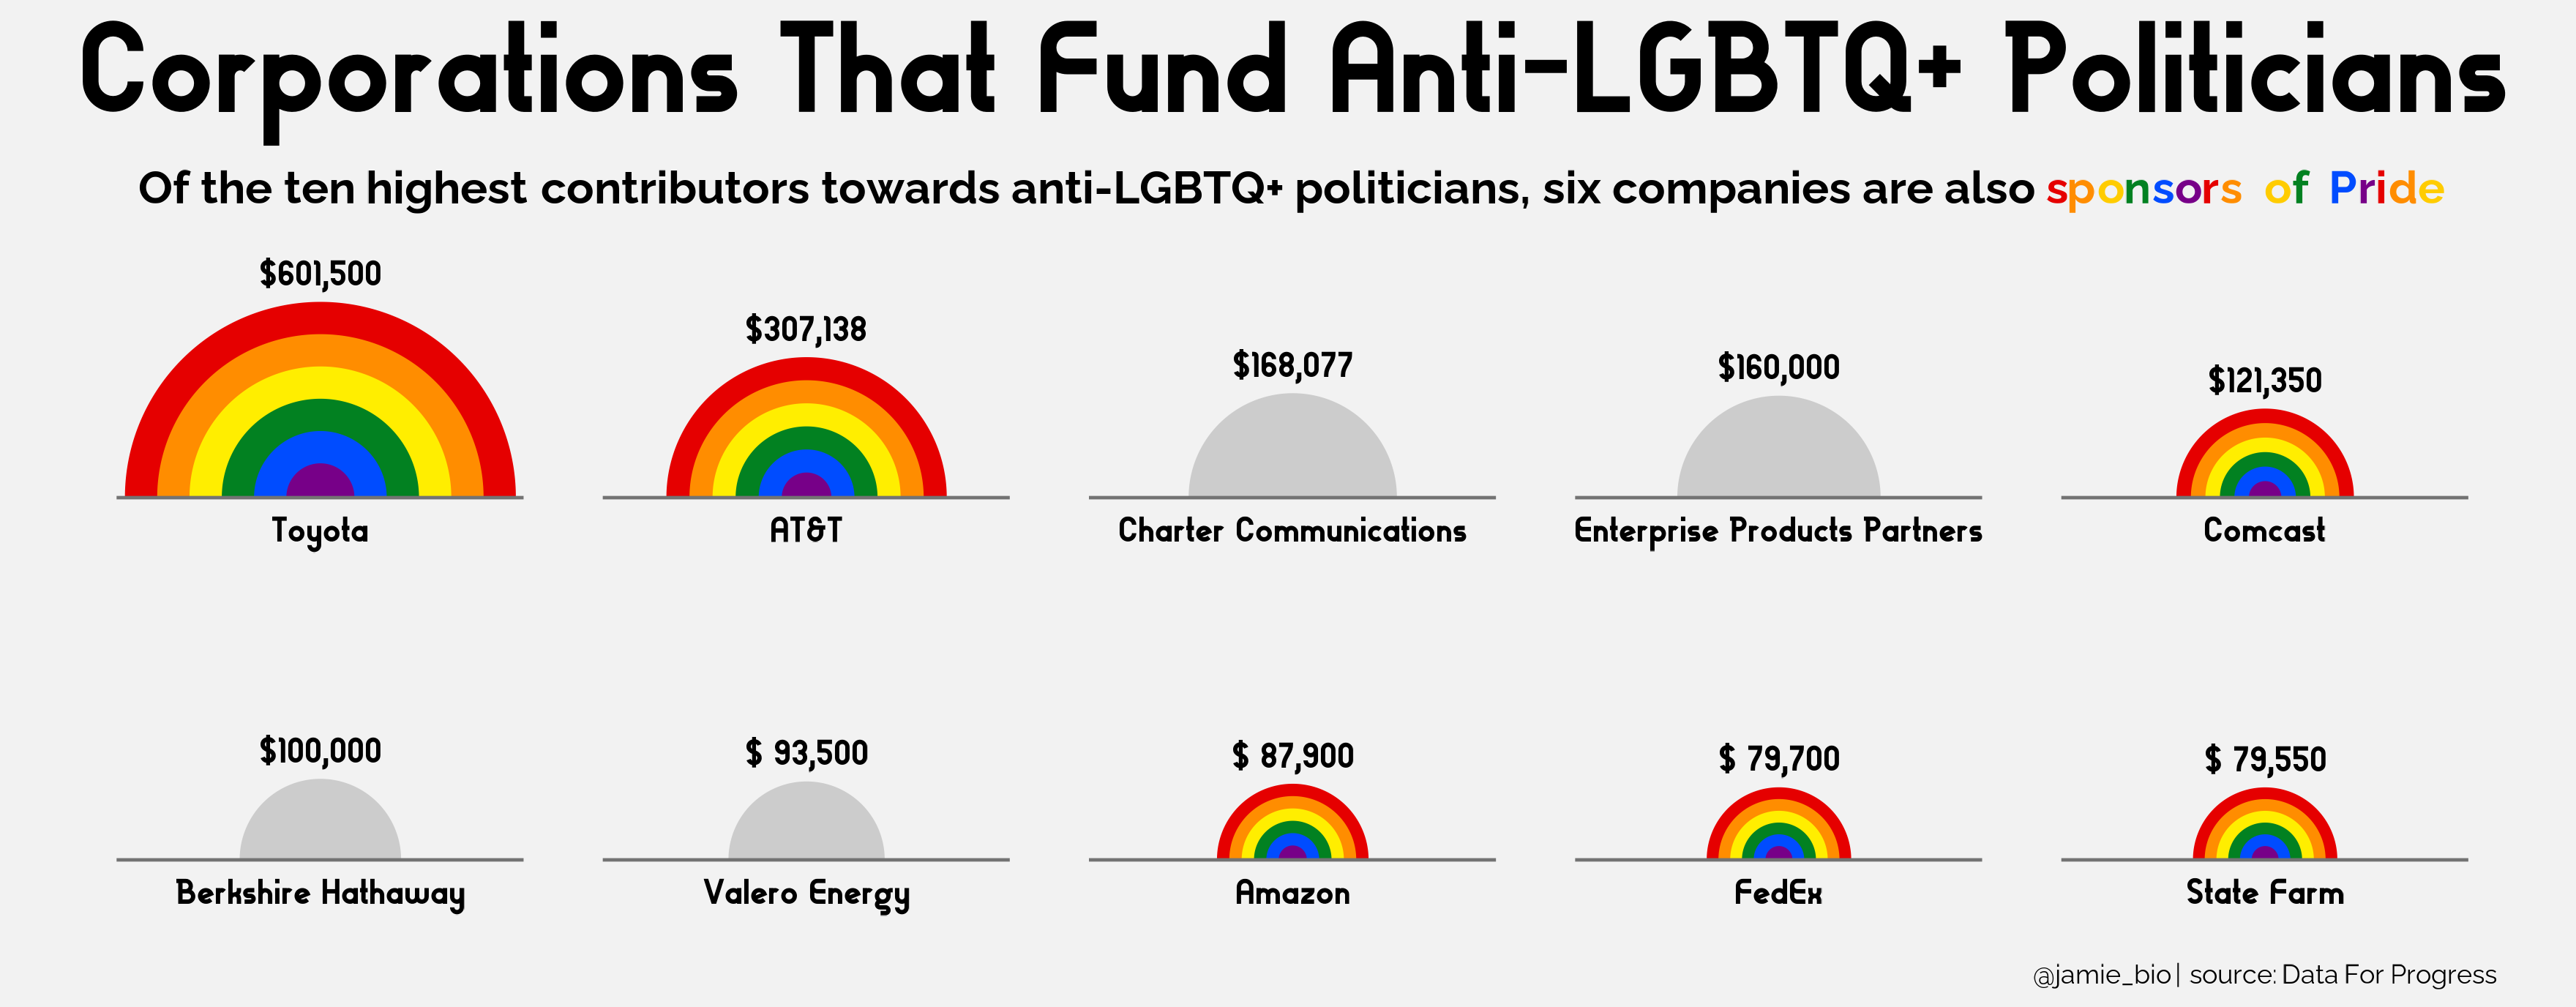 Corporations That Fund Anti-LGBTQ+ Politicians
Of the ten highest contributors towards anti-LGBTQ+ politicians, six companies are also sponsors of Pride
$601,500
Toyota
$307,138
AT&T
$168,077
Charter Communications
$160,000
Enterprise Products Partners
$121,350
Comcast
$100,000
Berkshire Hathaway
$ 93,500
Valero Energy
$ 87,900
Amazon
$ 79,700
FedEx
$ 79,550
State Farm
@jamie_bio| source: Data For Progress